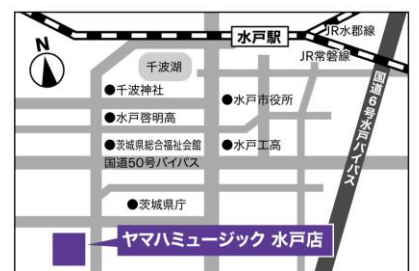 N
水戸駅
JR水郡線
JR常磐線
千波湖
●千波神社
●水戸市役所
●水戸啓明高
●茨城県総合福祉会館
●水戸工高
国道50号バイパス
国道6号水戸バイパス
●茨城県庁
ヤマハミュージック 水戸店